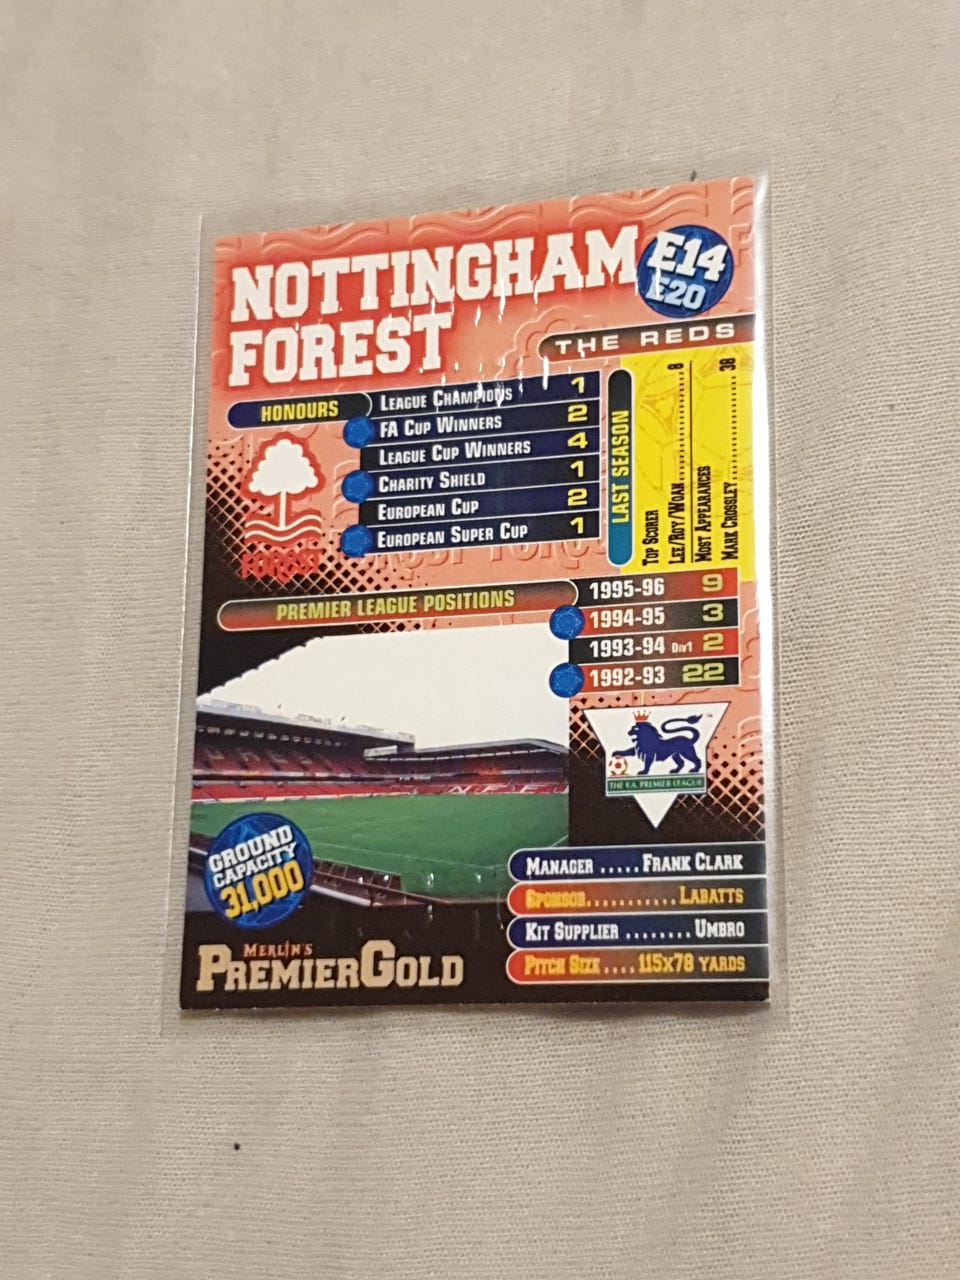 NOTTINGHAM
FOREST
E14
E20
THE REDS
HONOURS
LEAGUE CHAMPIONS 1
FA CUP WINNERS 2
LEAGUE CUP WINNERS 4
CHARITY SHIELD 1
EUROPEAN CUP 2
EUROPEAN SUPER CUP 1
FOREST
LAST SEASON
TOP SCORER
LEE/ROY/WOAN 8
MOST APPEARANCES
MARK CROSSLEY 38
PREMIER LEAGUE POSITIONS
1995-96 9
1994-95 3
1993-94 Div1 2
1992-93 22
THE F.A. PREMIER LEAGUE
GROUND
CAPACITY
31,000
MANAGER ..... FRANK CLARK
SPONSOR............ LABATTS
KIT SUPPLIER ........ UMBRO
PITCH SIZE .... 115x78 YARDS
MERLIN'S
PREMIER GOLD